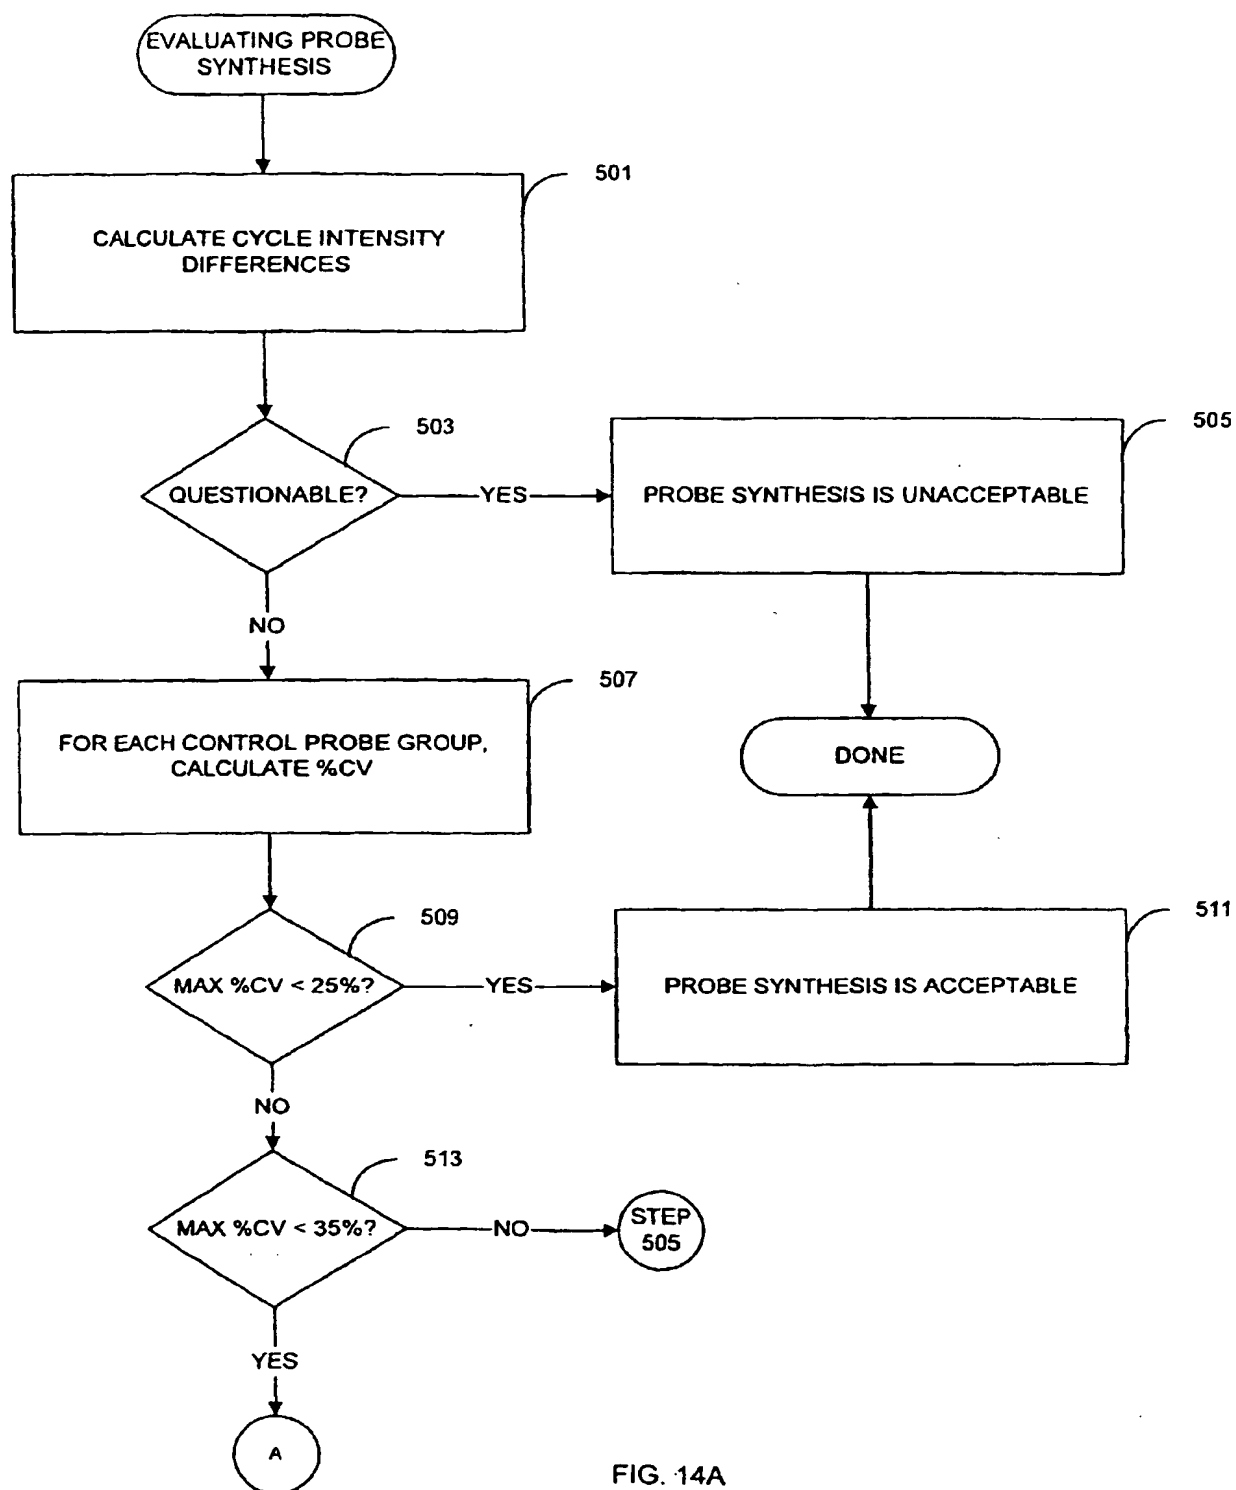 EVALUATING PROBE
SYNTHESIS
501
CALCULATE CYCLE INTENSITY
DIFFERENCES
503
QUESTIONABLE?
YES
505
PROBE SYNTHESIS IS UNACCEPTABLE
NO
507
FOR EACH CONTROL PROBE GROUP,
CALCULATE %CV
DONE
509
MAX %CV < 25%?
YES
511
PROBE SYNTHESIS IS ACCEPTABLE
NO
513
MAX %CV < 35%?
NO
STEP
505
YES
A
FIG. 14A